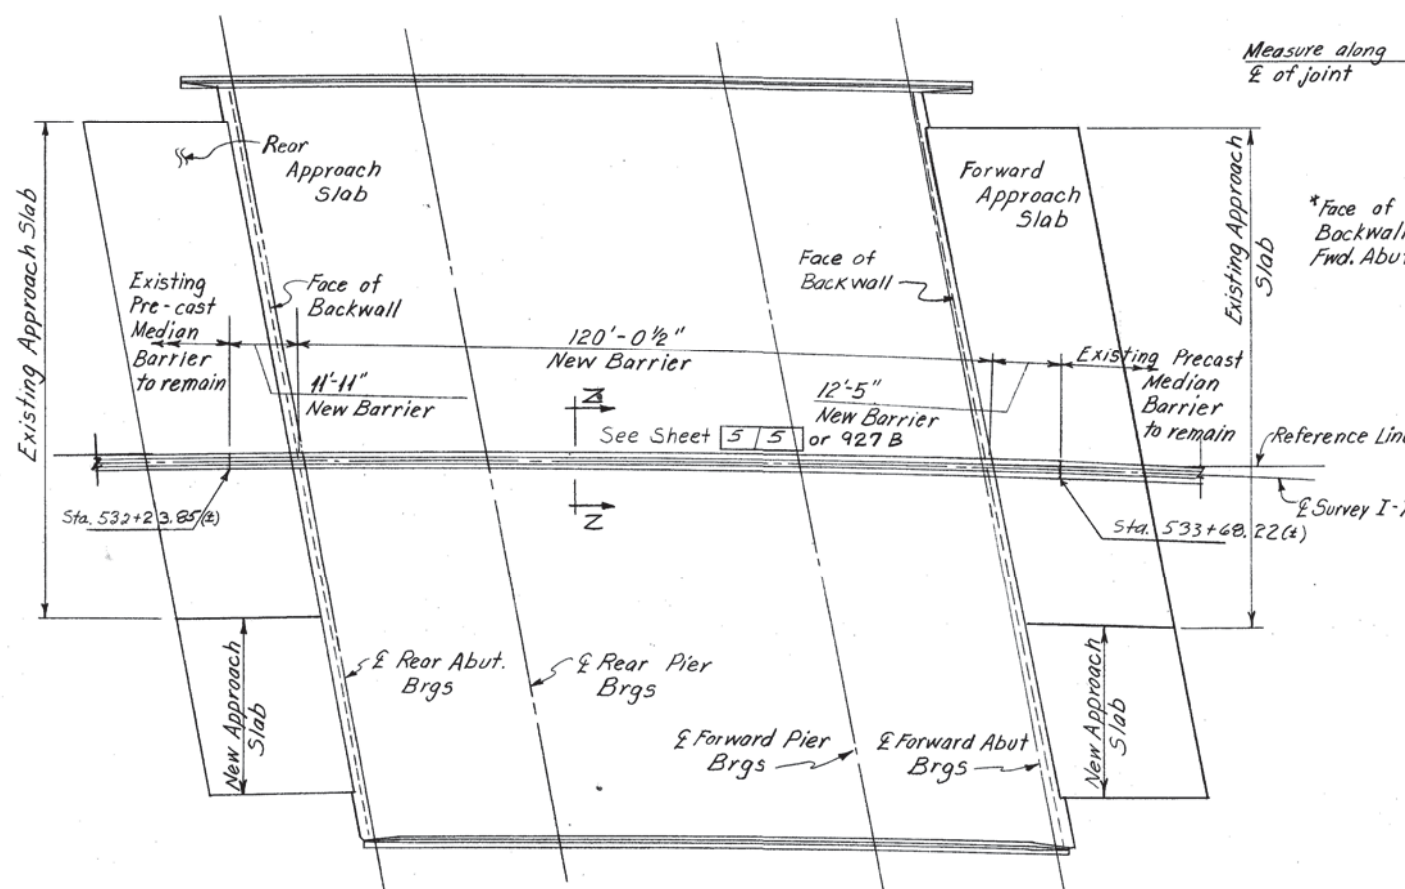 Measure along
℄ of joint
Rear
Approach
Slab
Forward
Approach
Slab
Existing Approach Slab
Existing Approach
Slab
*Face of
Backwall
Fwd. Abut
Existing
Pre-cast
Median
Barrier
to remain
Face of
Backwall
Face of
Backwall
120'-0½"
New Barrier
11'-11"
New Barrier
12'-5"
New Barrier
Existing Precast
Median
Barrier
to remain
Z
See Sheet 5/5 or 927 B
Z
Reference Line
℄ Survey I-
Sta. 532+23.85(±)
Sta. 533+68.22(±)
New Approach
Slab
℄ Rear Abut.
Brgs
℄ Rear Pier
Brgs
℄ Forward Pier
Brgs
℄ Forward Abut
Brgs
New Approach
Slab